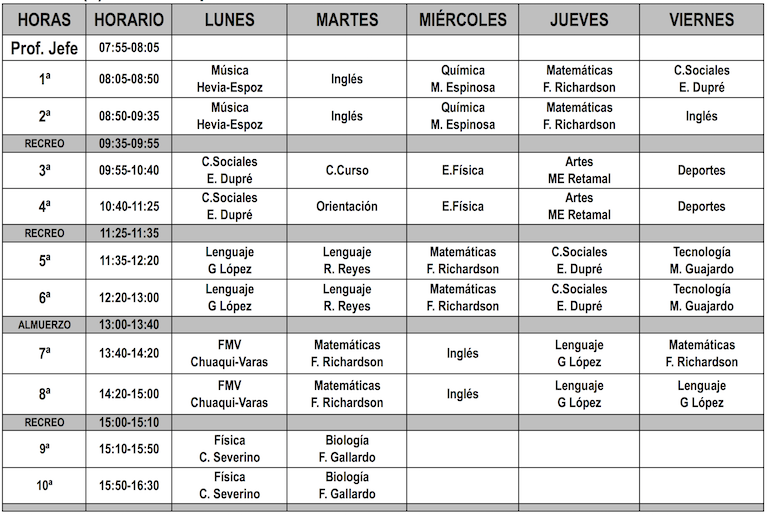 HORAS HORARIO LUNES MARTES MIÉRCOLES JUEVES VIERNES
Prof. Jefe 07:55-08:05
1ª 08:05-08:50 Música Hevia-Espoz Inglés Química M. Espinosa Matemáticas F. Richardson C.Sociales E. Dupré
2ª 08:50-09:35 Música Hevia-Espoz Inglés Química M. Espinosa Matemáticas F. Richardson Inglés
RECREO 09:35-09:55
3ª 09:55-10:40 C.Sociales E. Dupré C.Curso E.Física Artes ME Retamal Deportes
4ª 10:40-11:25 C.Sociales E. Dupré Orientación E.Física Artes ME Retamal Deportes
RECREO 11:25-11:35
5ª 11:35-12:20 Lenguaje G López Lenguaje R. Reyes Matemáticas F. Richardson C.Sociales E. Dupré Tecnología M. Guajardo
6ª 12:20-13:00 Lenguaje G López Lenguaje R. Reyes Matemáticas F. Richardson C.Sociales E. Dupré Tecnología M. Guajardo
ALMUERZO 13:00-13:40
7ª 13:40-14:20 FMV Chuaqui-Varas Matemáticas F. Richardson Inglés Lenguaje G López Matemáticas F. Richardson
8ª 14:20-15:00 FMV Chuaqui-Varas Matemáticas F. Richardson Inglés Lenguaje G López Lenguaje G López
RECREO 15:00-15:10
9ª 15:10-15:50 Física C. Severino Biología F. Gallardo
10ª 15:50-16:30 Física C. Severino Biología F. Gallardo